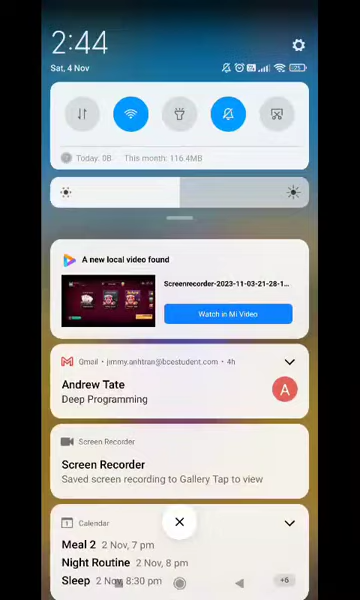 2:44
Sat, 4 Nov
Today: 0B This month: 116.4MB
A new local video found
Screenrecorder-2023-11-03-21-28-1...
Watch in Mi Video
Gmail • jimmy.anhtran@bcestudent.com • 4h
Andrew Tate
Deep Programming
A
Screen Recorder
Screen Recorder
Saved screen recording to Gallery Tap to view
Calendar
Meal 2 2 Nov, 7 pm
Night Routine 2 Nov, 8 pm
Sleep 2 Nov, 8:30 pm
+6